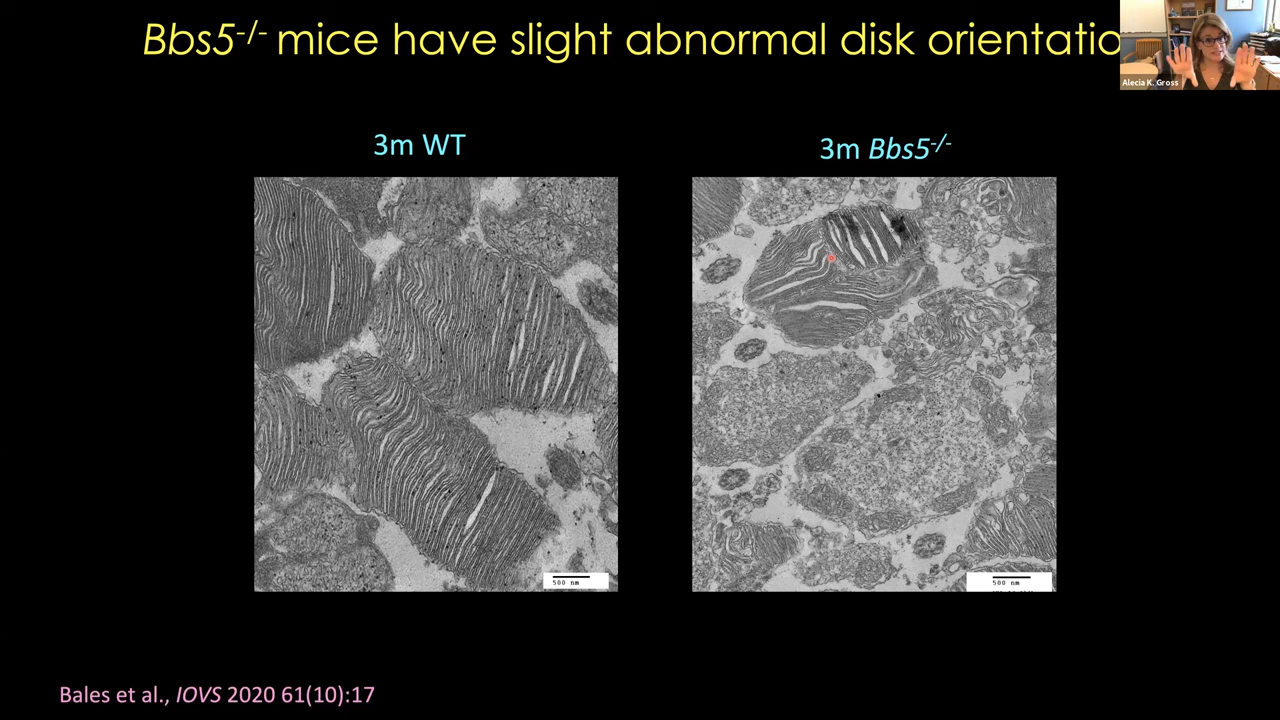 Bbs5-/- mice have slight abnormal disk orientatio
Alecia K. Gross
3m WT
3m Bbs5-/-
500 nm
500 nm
Bales et al., IOVS 2020 61(10):17